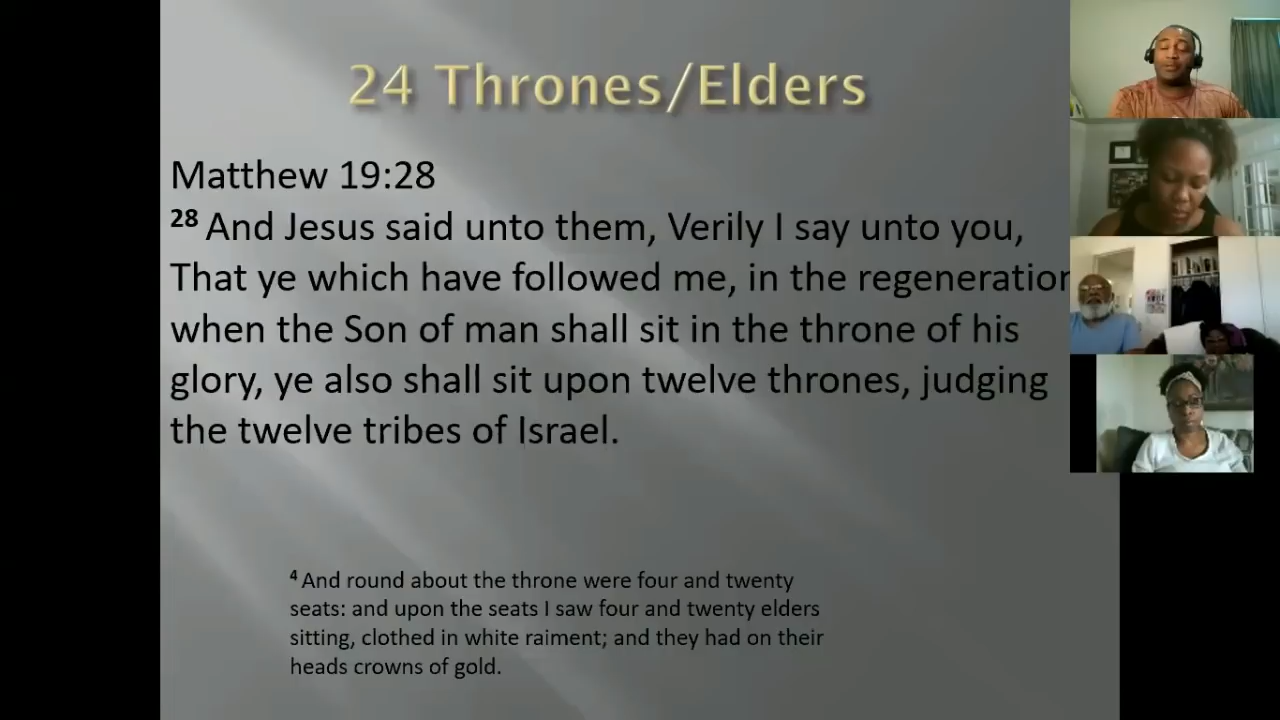 24 Thrones/Elders
Matthew 19:28
28 And Jesus said unto them, Verily I say unto you,
That ye which have followed me, in the regeneration
when the Son of man shall sit in the throne of his
glory, ye also shall sit upon twelve thrones, judging
the twelve tribes of Israel.
4 And round about the throne were four and twenty
seats: and upon the seats I saw four and twenty elders
sitting, clothed in white raiment; and they had on their
heads crowns of gold.